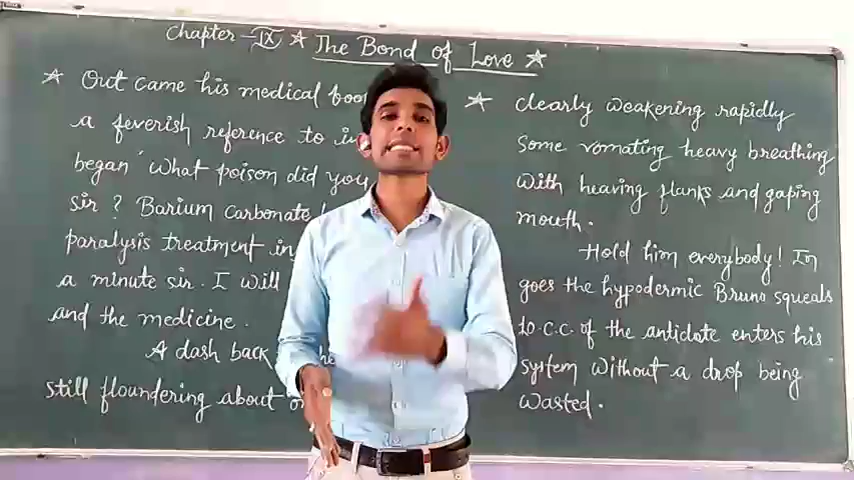 Chapter - IX ★ The Bond of Love ★
★ Out came his medical
a feverish reference to
began 'What poison did you
sir ? Barium carbonate
paralysis treatment in
a minute sir. I will
and the medicine.
A dash back
still floundering about
★ clearly weakening rapidly
some vomating heavy breathing
with heaving flanks and gaping
mouth.
Hold him everybody! In
goes the hypodermic Bruno squeals
10.C.C. of the antidote enters his
system without a drop being
wasted.